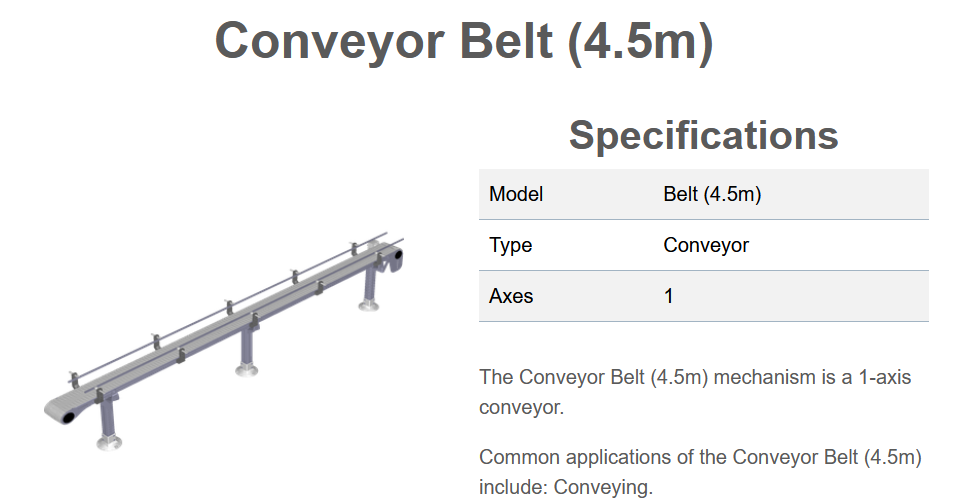 Conveyor Belt (4.5m)
Specifications
Model Belt (4.5m)
Type Conveyor
Axes 1
The Conveyor Belt (4.5m) mechanism is a 1-axis
conveyor.
Common applications of the Conveyor Belt (4.5m)
include: Conveying.